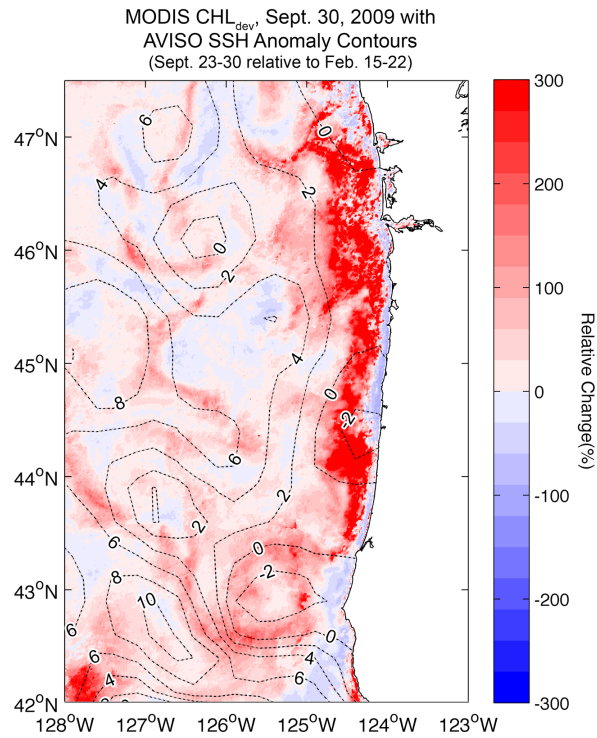 MODIS CHLdev, Sept. 30, 2009 with
AVISO SSH Anomaly Contours
(Sept. 23-30 relative to Feb. 15-22)
47°N
46°N
45°N
44°N
43°N
42°N
128°W 127°W 126°W 125°W 124°W 123°W
6
-0
4
2
0
2
4
0
8
-2
6
2
2
0
6
-2
8
10
0
6
6
4
4
6
300
200
100
0
-100
-200
-300
Relative Change(%)